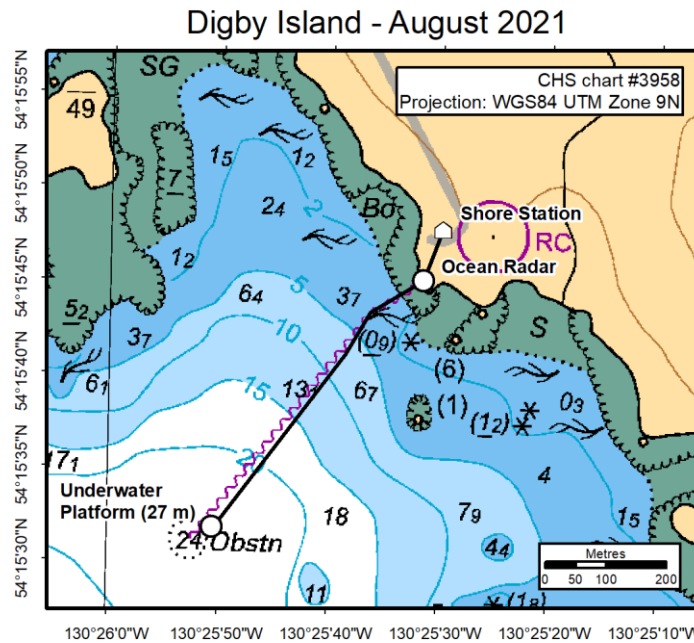 Digby Island - August 2021
CHS chart #3958
Projection: WGS84 UTM Zone 9N
54°15'55"N
54°15'50"N
54°15'45"N
54°15'40"N
54°15'35"N
54°15'30"N
SG
49
15
12
7
24
2
Bo
Shore Station
RC
Ocean Radar
12
52
37
64
5
37
10
(09)
S
61
15
13
67
(6)
(1)
(12)
03
171
20
4
Underwater
Platform (27 m)
24 Obstn
18
79
15
44
11
(18)
Metres
0 50 100 200
130°26'0"W
130°25'50"W
130°25'40"W
130°25'30"W
130°25'20"W
130°25'10"W